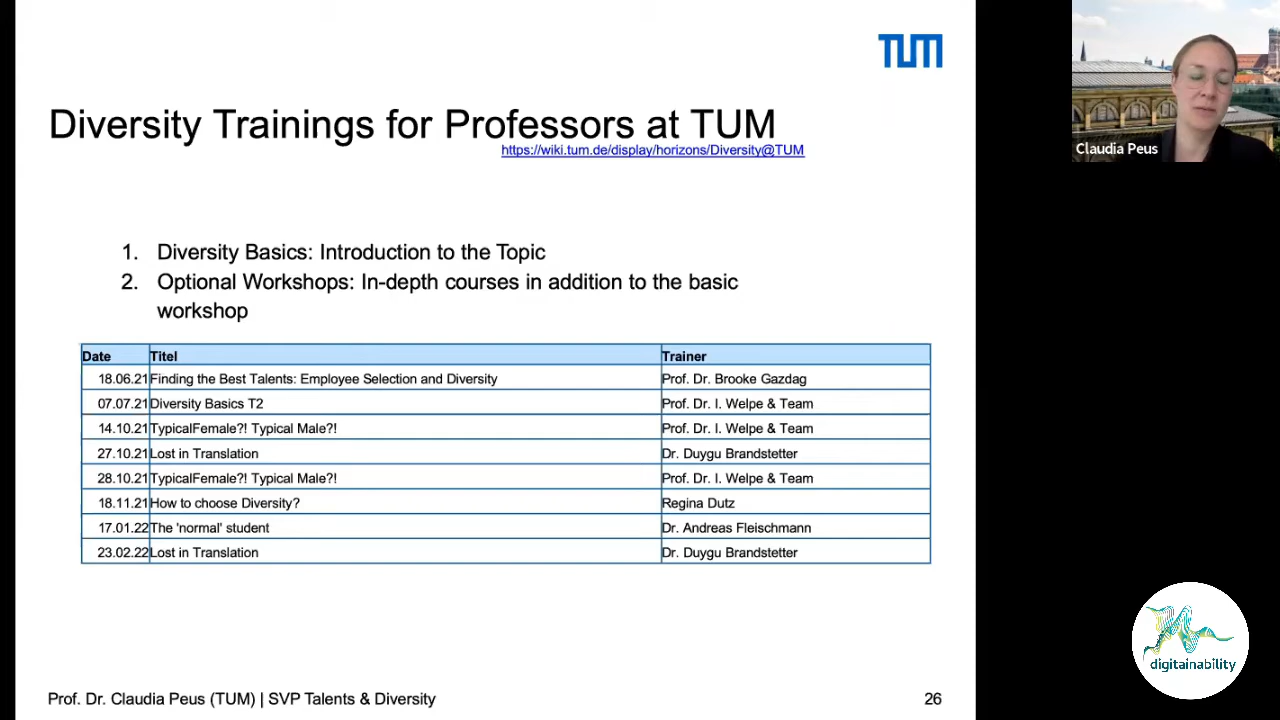 TUM
Diversity Trainings for Professors at TUM
https://wiki.tum.de/display/horizons/Diversity@TUM
1. Diversity Basics: Introduction to the Topic
2. Optional Workshops: In-depth courses in addition to the basic
workshop
Date Titel Trainer
18.06.21 Finding the Best Talents: Employee Selection and Diversity Prof. Dr. Brooke Gazdag
07.07.21 Diversity Basics T2 Prof. Dr. I. Welpe & Team
14.10.21 TypicalFemale?! Typical Male?! Prof. Dr. I. Welpe & Team
27.10.21 Lost in Translation Dr. Duygu Brandstetter
28.10.21 TypicalFemale?! Typical Male?! Prof. Dr. I. Welpe & Team
18.11.21 How to choose Diversity? Regina Dutz
17.01.22 The 'normal' student Dr. Andreas Fleischmann
23.02.22 Lost in Translation Dr. Duygu Brandstetter
Prof. Dr. Claudia Peus (TUM) | SVP Talents & Diversity
26
Claudia Peus
digitainability